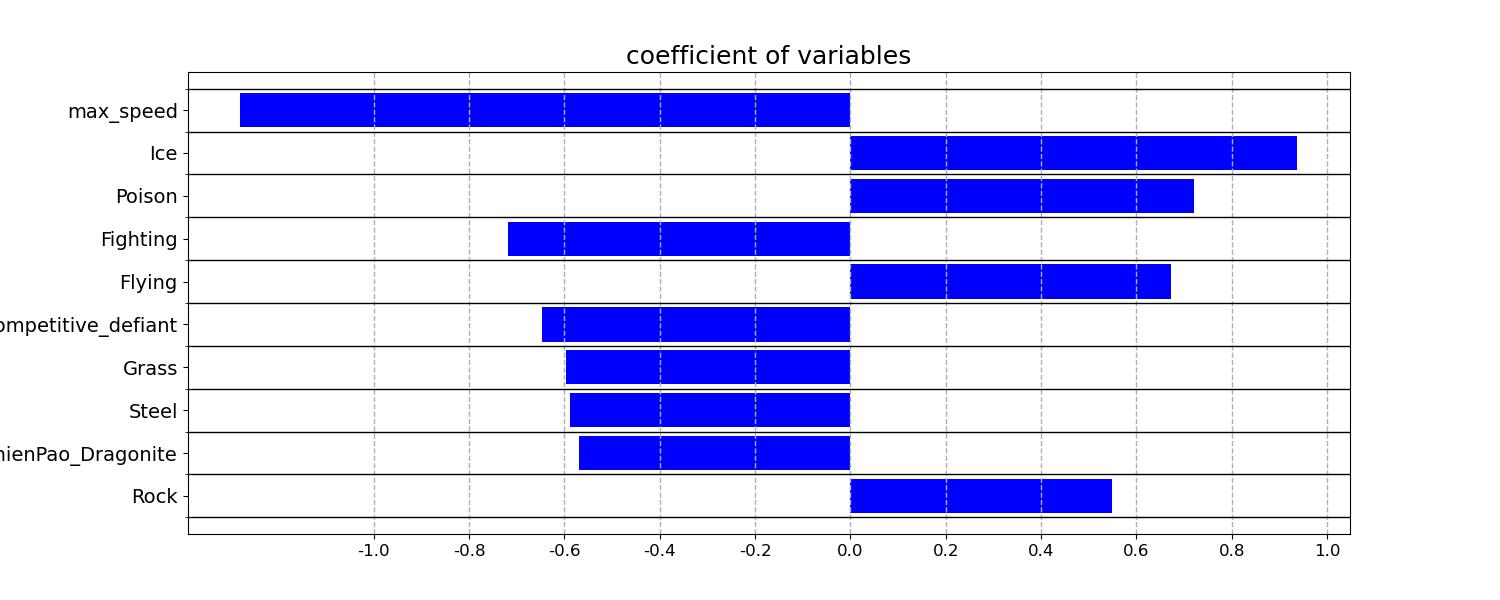 coefficient of variables
max_speed
Ice
Poison
Fighting
Flying
ompetitive_defiant
Grass
Steel
ienPao_Dragonite
Rock
-1.0 -0.8 -0.6 -0.4 -0.2 0.0 0.2 0.4 0.6 0.8 1.0